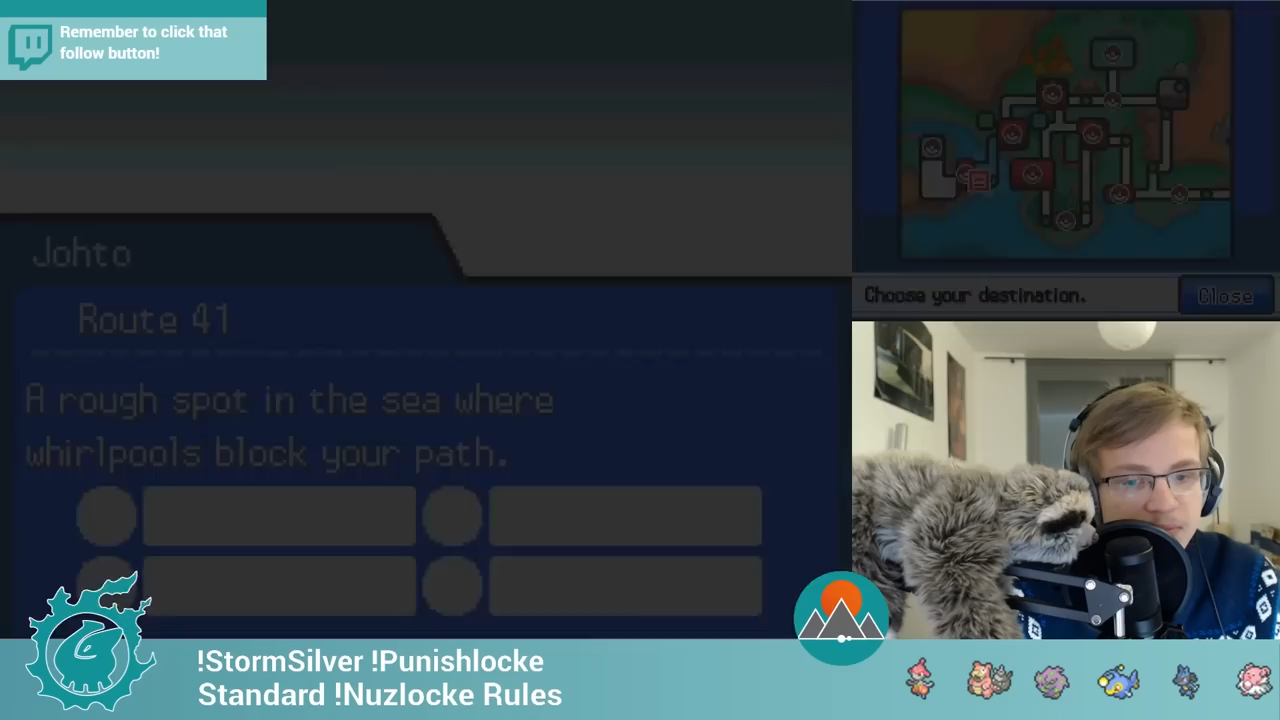 Remember to click that
follow button!
Johto
Route 41
A rough spot in the sea where
whirlpools block your path.
Choose your destination.
Close
!StormSilver !Punishlocke
Standard !Nuzlocke Rules